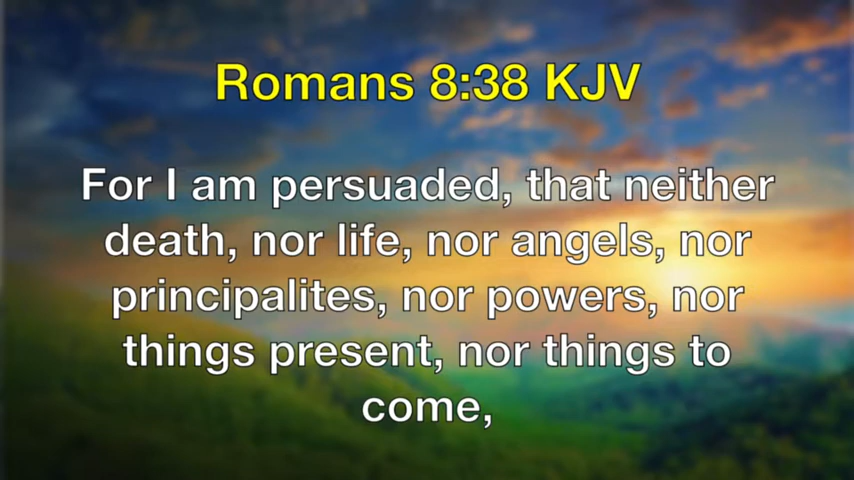 Romans 8:38 KJV
For I am persuaded, that neither
death, nor life, nor angels, nor
principalites, nor powers, nor
things present, nor things to
come,